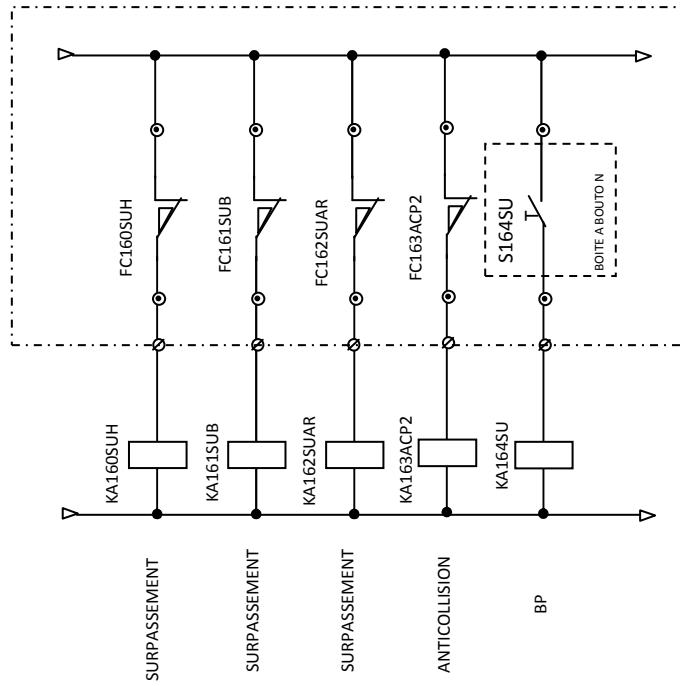 FC160SUH
FC161SUB
FC162SUAR
FC163ACP2
S164SU
BOITE A BOUTO N
KA160SUH
KA161SUB
KA162SUAR
KA163ACP2
KA164SU
SURPASSEMENT
SURPASSEMENT
SURPASSEMENT
ANTICOLLISION
BP